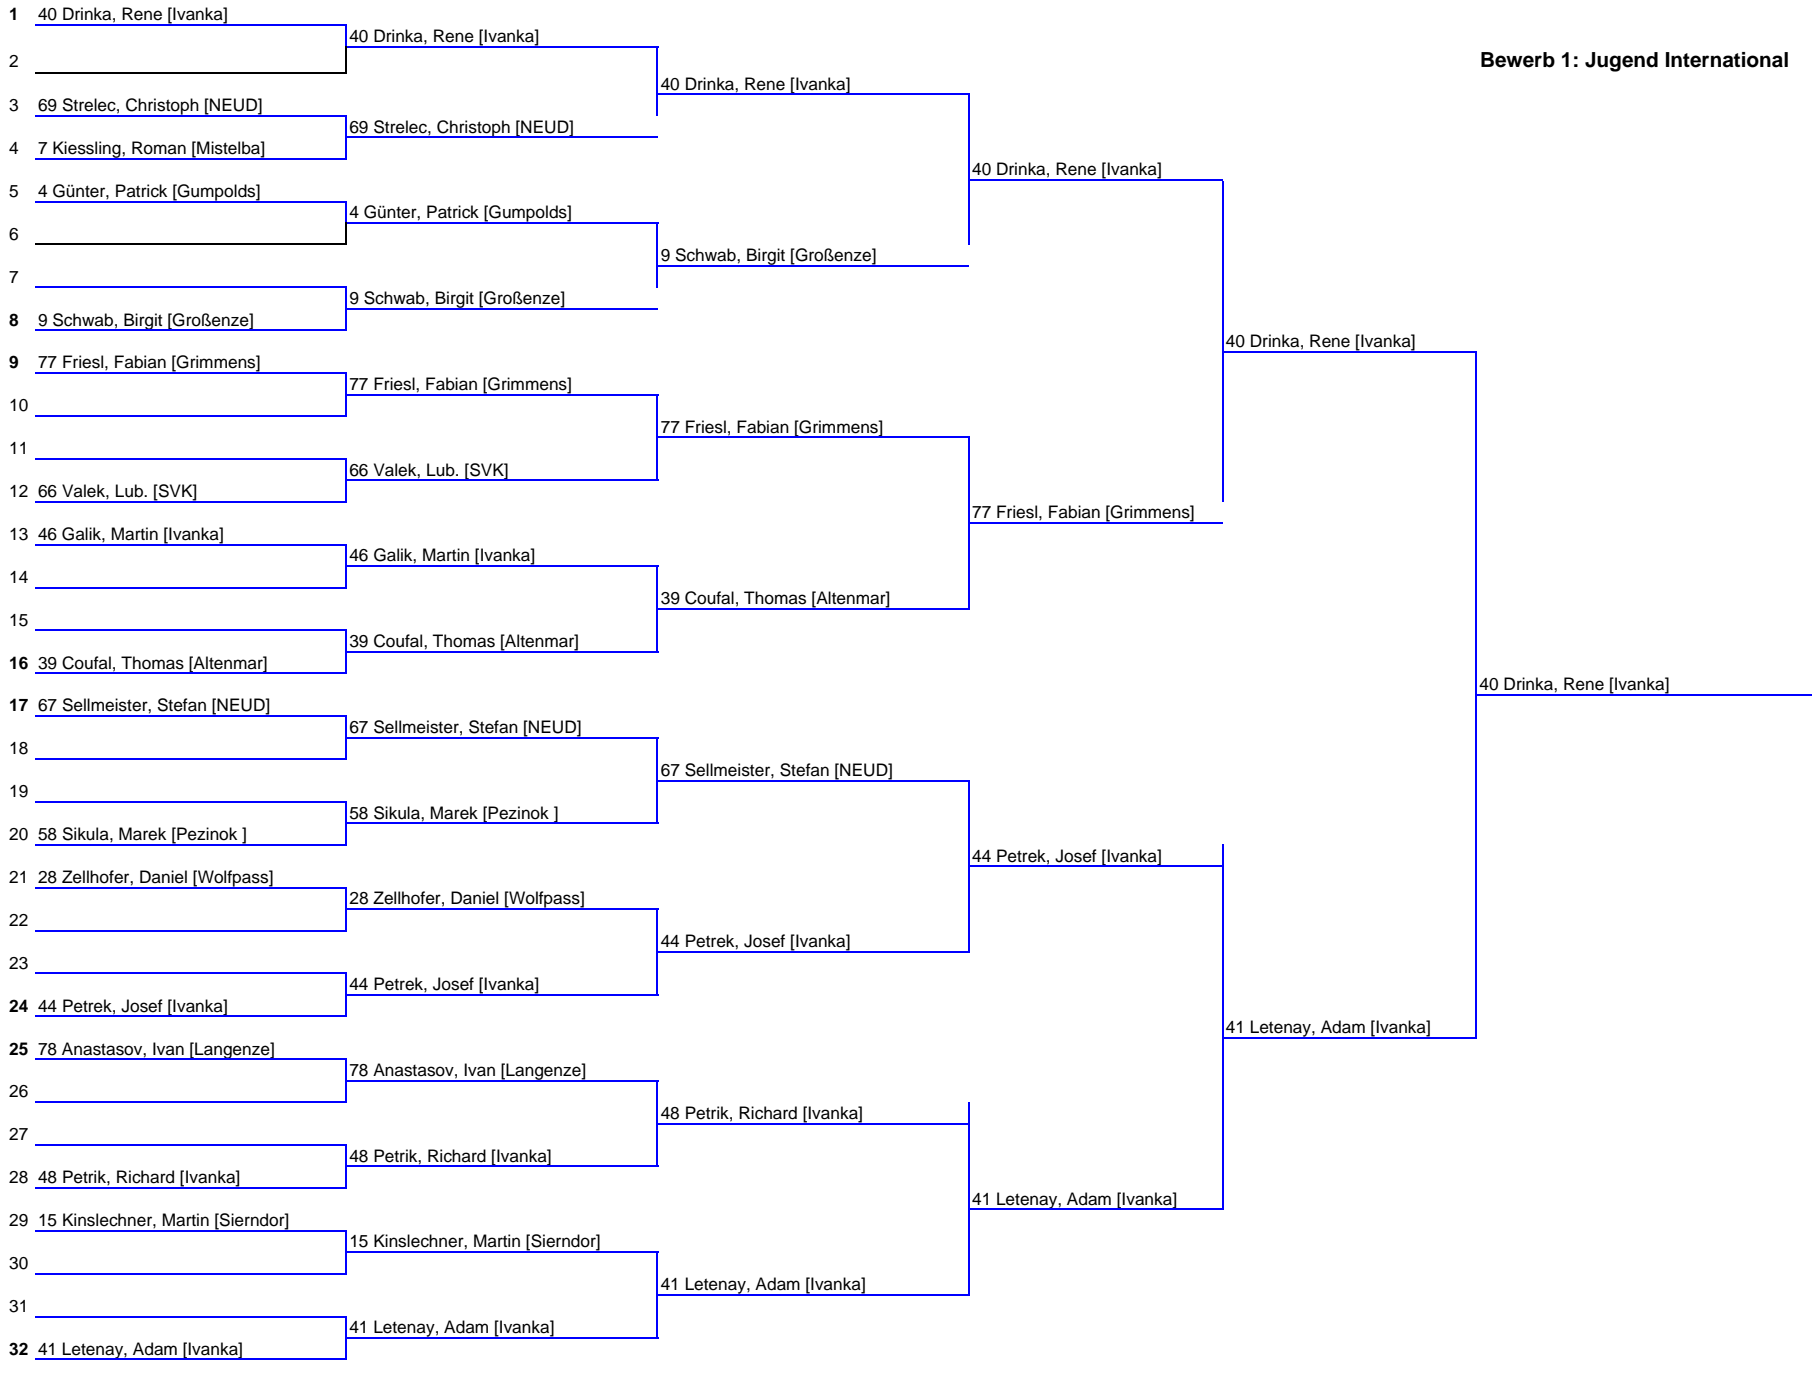 Bewerb 1: Jugend International
1 40 Drinka, Rene [Ivanka]
2
3 69 Strelec, Christoph [NEUD]
4 7 Kiessling, Roman [Mistelba]
5 4 Günter, Patrick [Gumpolds]
6
7
8 9 Schwab, Birgit [Großenze]
9 77 Friesl, Fabian [Grimmens]
10
11
12 66 Valek, Lub. [SVK]
13 46 Galik, Martin [Ivanka]
14
15
16 39 Coufal, Thomas [Altenmar]
17 67 Sellmeister, Stefan [NEUD]
18
19
20 58 Sikula, Marek [Pezinok ]
21 28 Zellhofer, Daniel [Wolfpass]
22
23
24 44 Petrek, Josef [Ivanka]
25 78 Anastasov, Ivan [Langenze]
26
27
28 48 Petrik, Richard [Ivanka]
29 15 Kinslechner, Martin [Sierndor]
30
31
32 41 Letenay, Adam [Ivanka]
40 Drinka, Rene [Ivanka]
69 Strelec, Christoph [NEUD]
4 Günter, Patrick [Gumpolds]
9 Schwab, Birgit [Großenze]
77 Friesl, Fabian [Grimmens]
66 Valek, Lub. [SVK]
46 Galik, Martin [Ivanka]
39 Coufal, Thomas [Altenmar]
67 Sellmeister, Stefan [NEUD]
58 Sikula, Marek [Pezinok ]
28 Zellhofer, Daniel [Wolfpass]
44 Petrek, Josef [Ivanka]
78 Anastasov, Ivan [Langenze]
48 Petrik, Richard [Ivanka]
15 Kinslechner, Martin [Sierndor]
41 Letenay, Adam [Ivanka]
40 Drinka, Rene [Ivanka]
9 Schwab, Birgit [Großenze]
77 Friesl, Fabian [Grimmens]
39 Coufal, Thomas [Altenmar]
67 Sellmeister, Stefan [NEUD]
44 Petrek, Josef [Ivanka]
48 Petrik, Richard [Ivanka]
41 Letenay, Adam [Ivanka]
40 Drinka, Rene [Ivanka]
77 Friesl, Fabian [Grimmens]
44 Petrek, Josef [Ivanka]
41 Letenay, Adam [Ivanka]
40 Drinka, Rene [Ivanka]
41 Letenay, Adam [Ivanka]
40 Drinka, Rene [Ivanka]